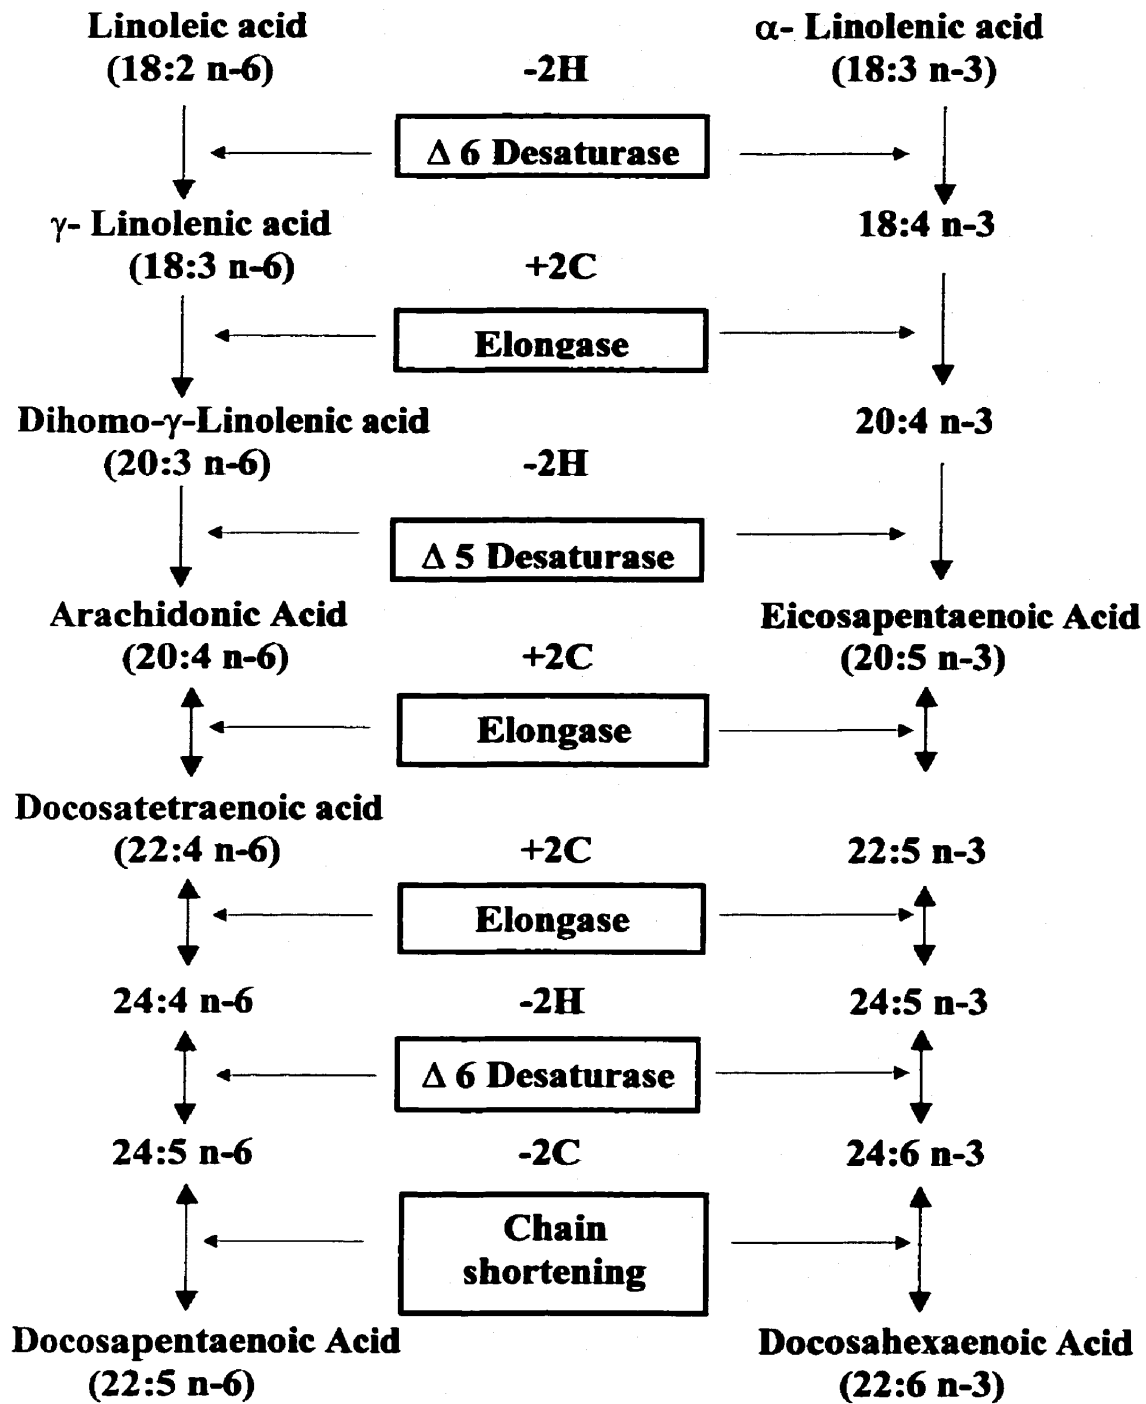 Linoleic acid
(18:2 n-6)
-2H
α- Linolenic acid
(18:3 n-3)
Δ 6 Desaturase
γ- Linolenic acid
(18:3 n-6)
+2C
18:4 n-3
Elongase
Dihomo-γ-Linolenic acid
(20:3 n-6)
-2H
20:4 n-3
Δ 5 Desaturase
Arachidonic Acid
(20:4 n-6)
+2C
Eicosapentaenoic Acid
(20:5 n-3)
Elongase
Docosatetraenoic acid
(22:4 n-6)
+2C
22:5 n-3
Elongase
24:4 n-6
-2H
24:5 n-3
Δ 6 Desaturase
24:5 n-6
-2C
24:6 n-3
Chain
shortening
Docosapentaenoic Acid
(22:5 n-6)
Docosahexaenoic Acid
(22:6 n-3)